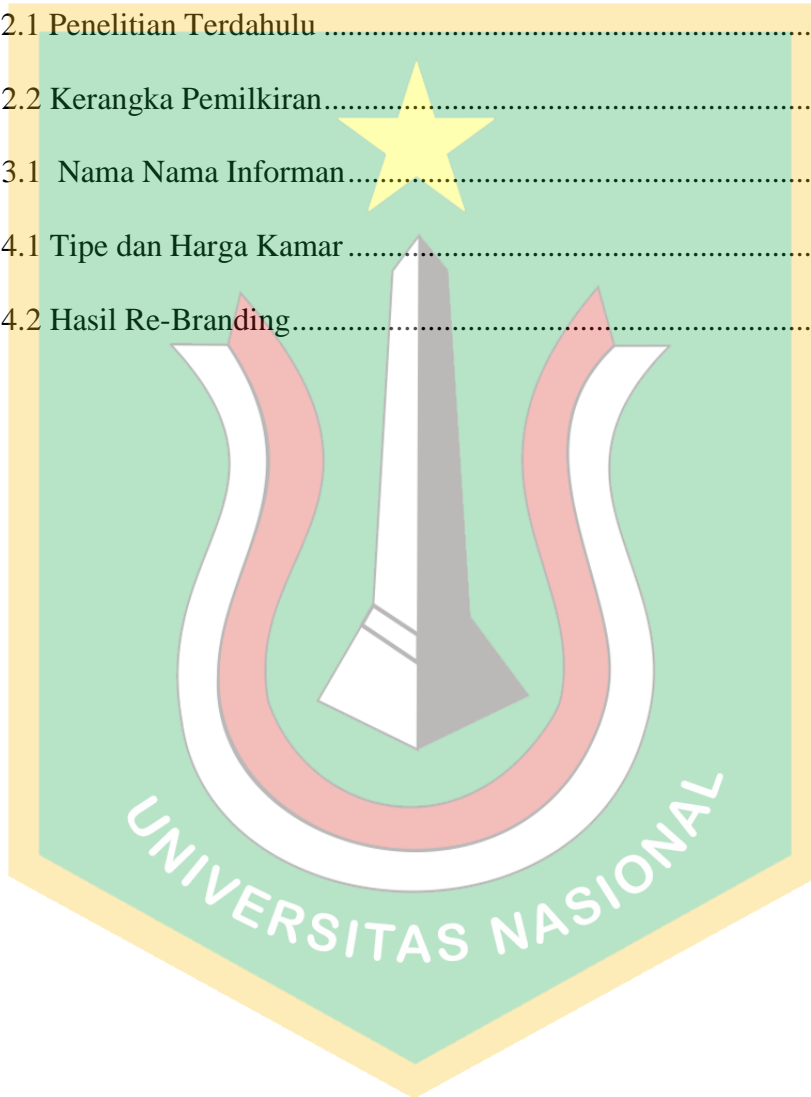 2.1 Penelitian Terdahulu ..............................................................
2.2 Kerangka Pemilkiran..............................................................
3.1  Nama Nama Informan ...........................................................
4.1 Tipe dan Harga Kamar ...........................................................
4.2 Hasil Re-Branding..................................................................
UNIVERSITAS NASIONAL